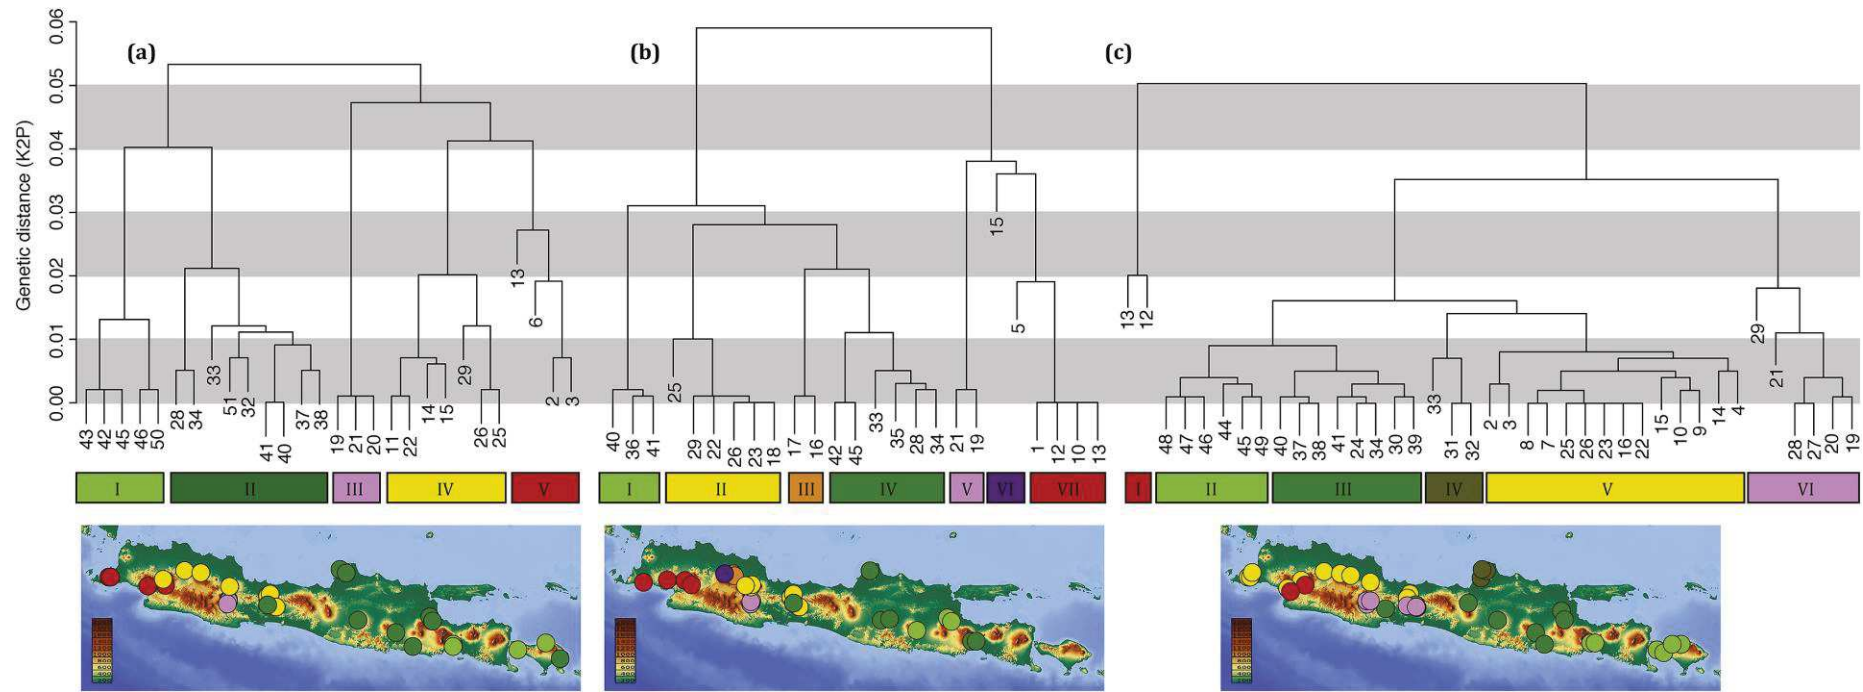 (a)
(b)
(c)
Genetic distance (K2P)
0.06
0.05
0.04
0.03
0.02
0.01
0.00
43 42 45 46 50 28 34 33 51 32 41 40 37 38 19 21 20 11 22 14 15 29 26 25 13 6 2 3
40 36 41 25 29 22 26 23 18 17 16 42 45 33 35 28 34 21 19 15 5 1 12 10 13
13 12 48 47 46 44 45 49 40 37 38 41 24 34 30 39 33 31 32 2 3 8 7 25 26 23 16 22 15 10 9 14 4 29 21 28 27 20 19
I II III IV V
I II III IV V VI VII
I II III IV V VI